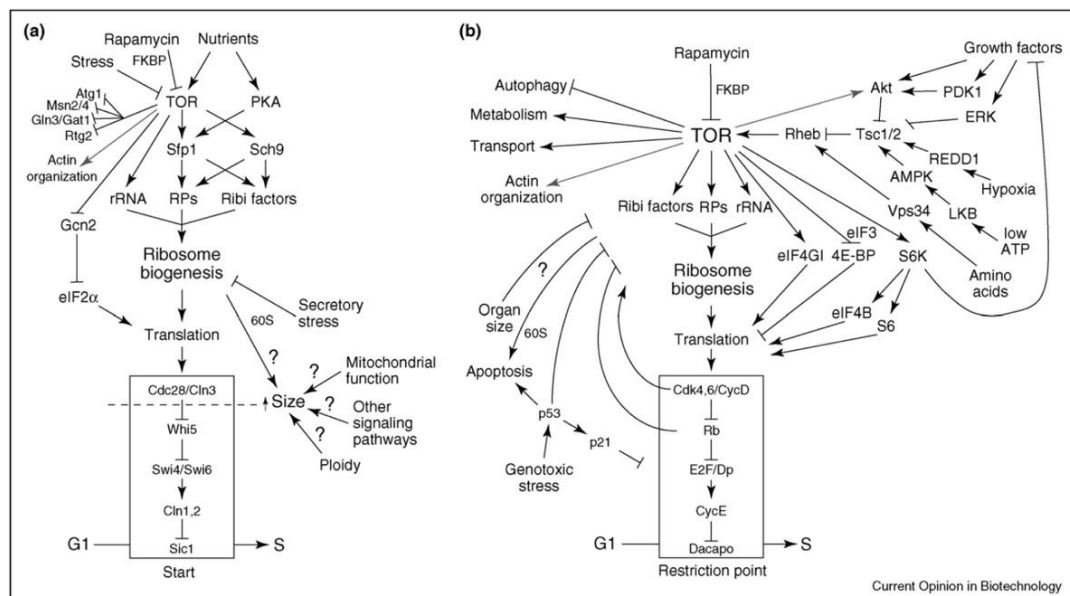 (a)
Rapamycin
Nutrients
FKBP
Stress
Atg1
Msn2/4
Gln3/Gat1
Rtg2
TOR
PKA
Actin
organization
Sfp1
Sch9
rRNA
RPs
Ribi factors
Gcn2
Ribosome
biogenesis
eIF2α
Secretory
stress
60S
Translation
?
Mitochondrial
function
?
Cdc28/Cln3
Size
?
Other
signaling
pathways
?
Ploidy
Whi5
Swi4/Swi6
Cln1,2
Sic1
G1
S
Start
(b)
Rapamycin
FKBP
Growth factors
Autophagy
Akt
PDK1
Metabolism
ERK
TOR
Rheb
Tsc1/2
Transport
REDD1
AMPK
Hypoxia
Actin
organization
Ribi factors
RPs
rRNA
Vps34
LKB
low
ATP
eIF3
eIF4GI
4E-BP
S6K
Amino
acids
?
Ribosome
biogenesis
Organ
size
60S
eIF4B
S6
Translation
Apoptosis
Cdk4,6/CycD
p53
Rb
p21
Genotoxic
stress
E2F/Dp
CycE
Dacapo
G1
S
Restriction point
Current Opinion in Biotechnology